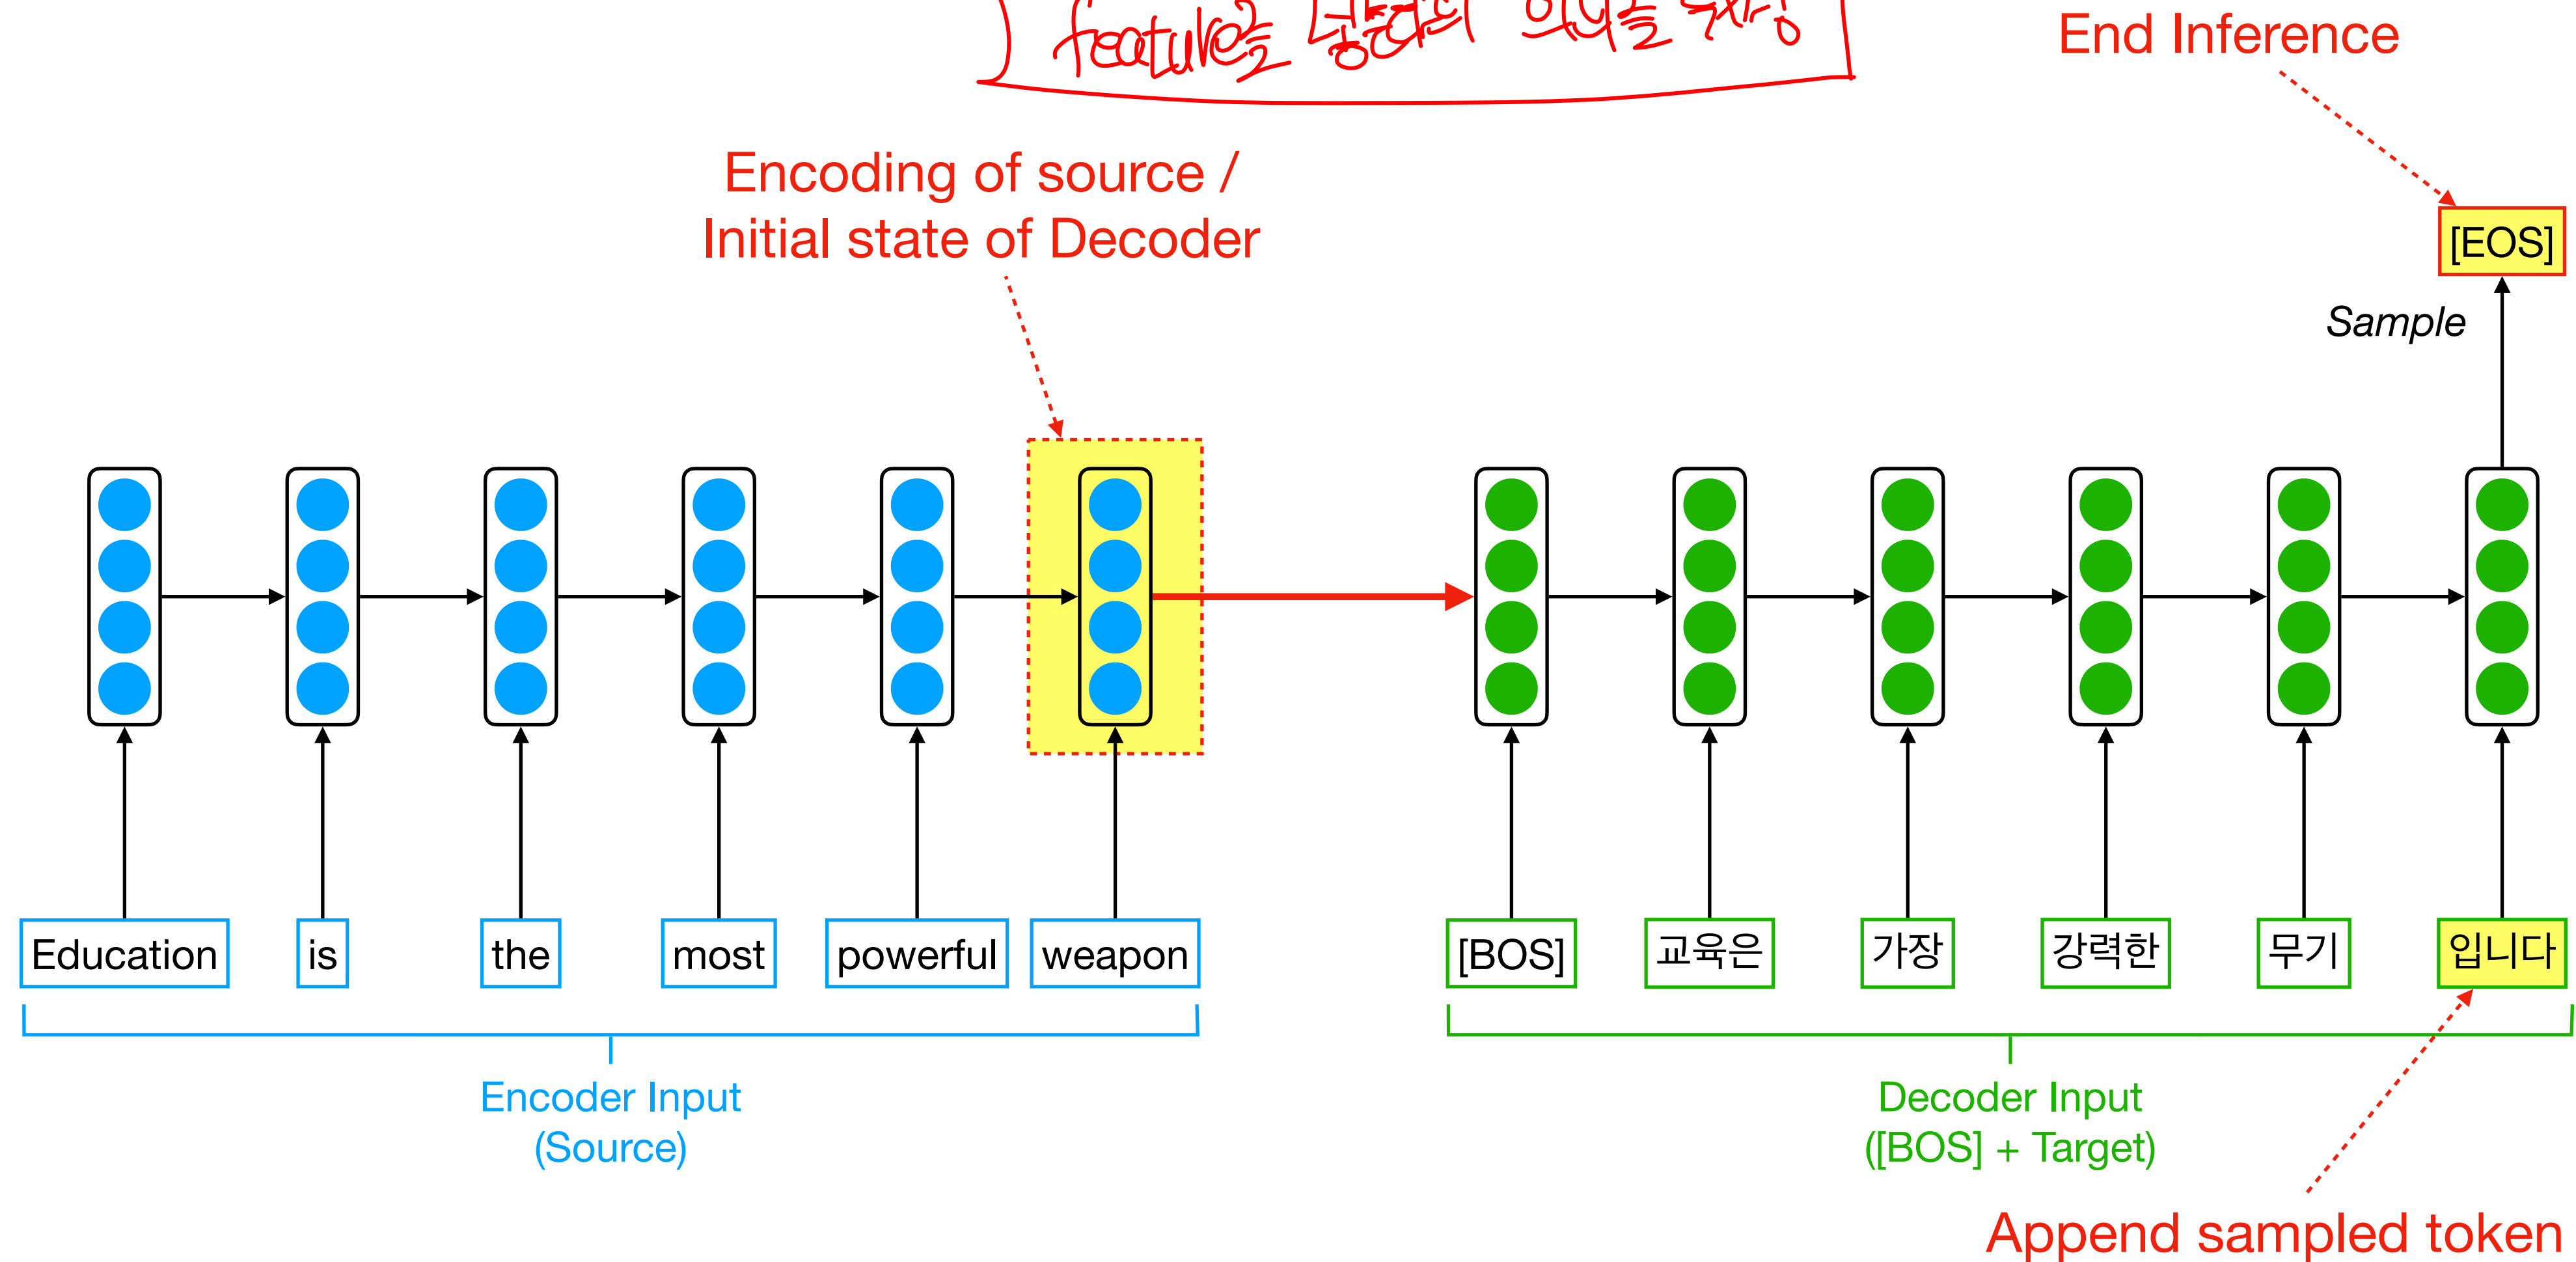 feature를
End Inference
Encoding of source /
Initial state of Decoder
[EOS]
Sample
Education is the most powerful weapon [BOS] 교육은 가장 강력한 무기 입니다
Encoder Input
(Source)
Decoder Input
([BOS] + Target)
Append sampled token